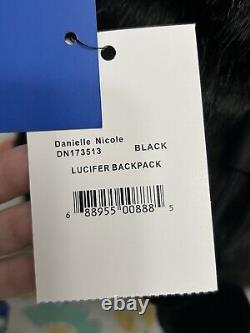 Danielle Nicole
DN173513 BLACK
LUCIFER BACKPACK
6 88955 00888 5